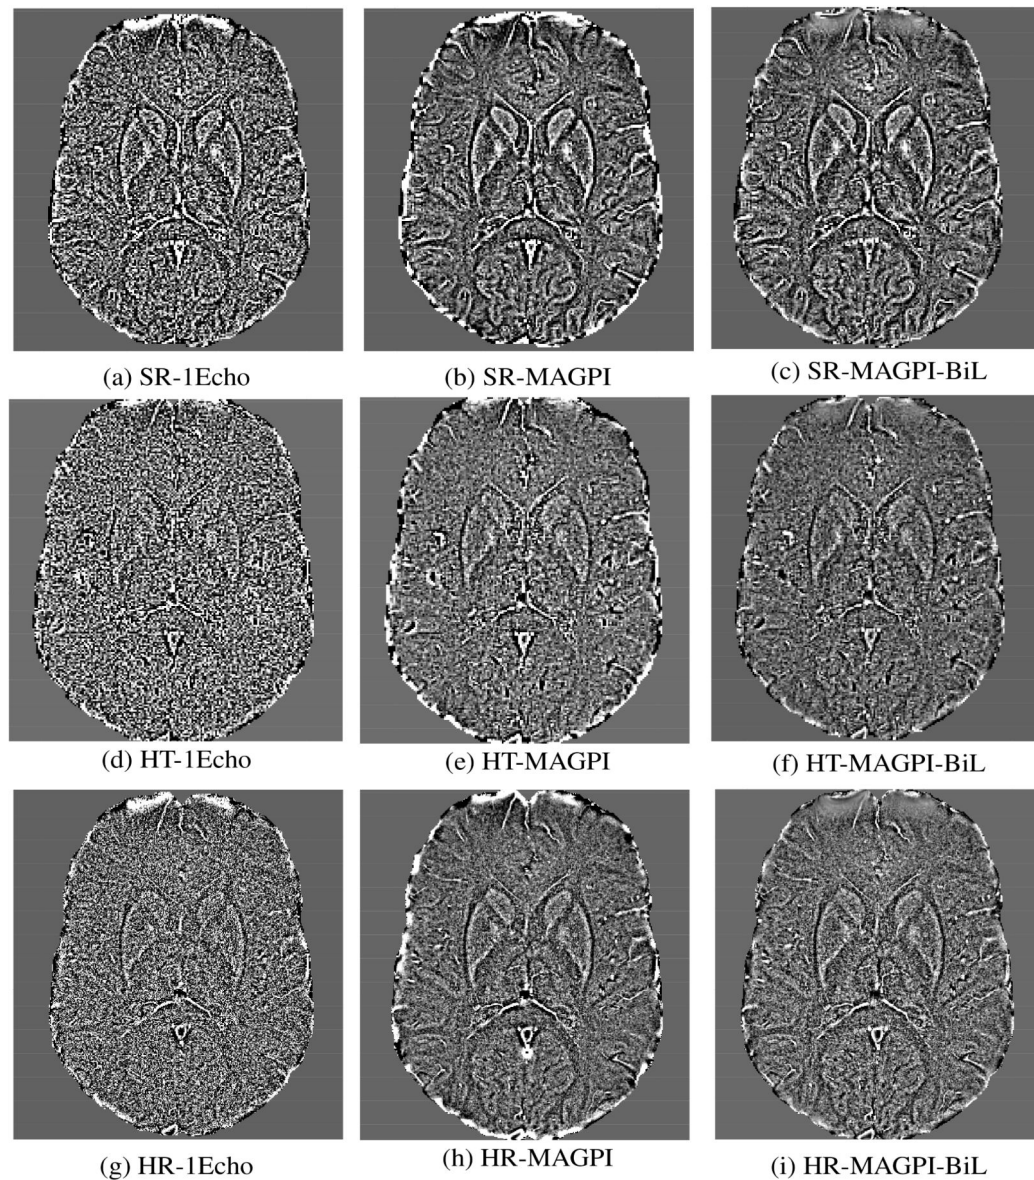 (a) SR-1Echo
(b) SR-MAGPI
(c) SR-MAGPI-BiL
(d) HT-1Echo
(e) HT-MAGPI
(f) HT-MAGPI-BiL
(g) HR-1Echo
(h) HR-MAGPI
(i) HR-MAGPI-BiL